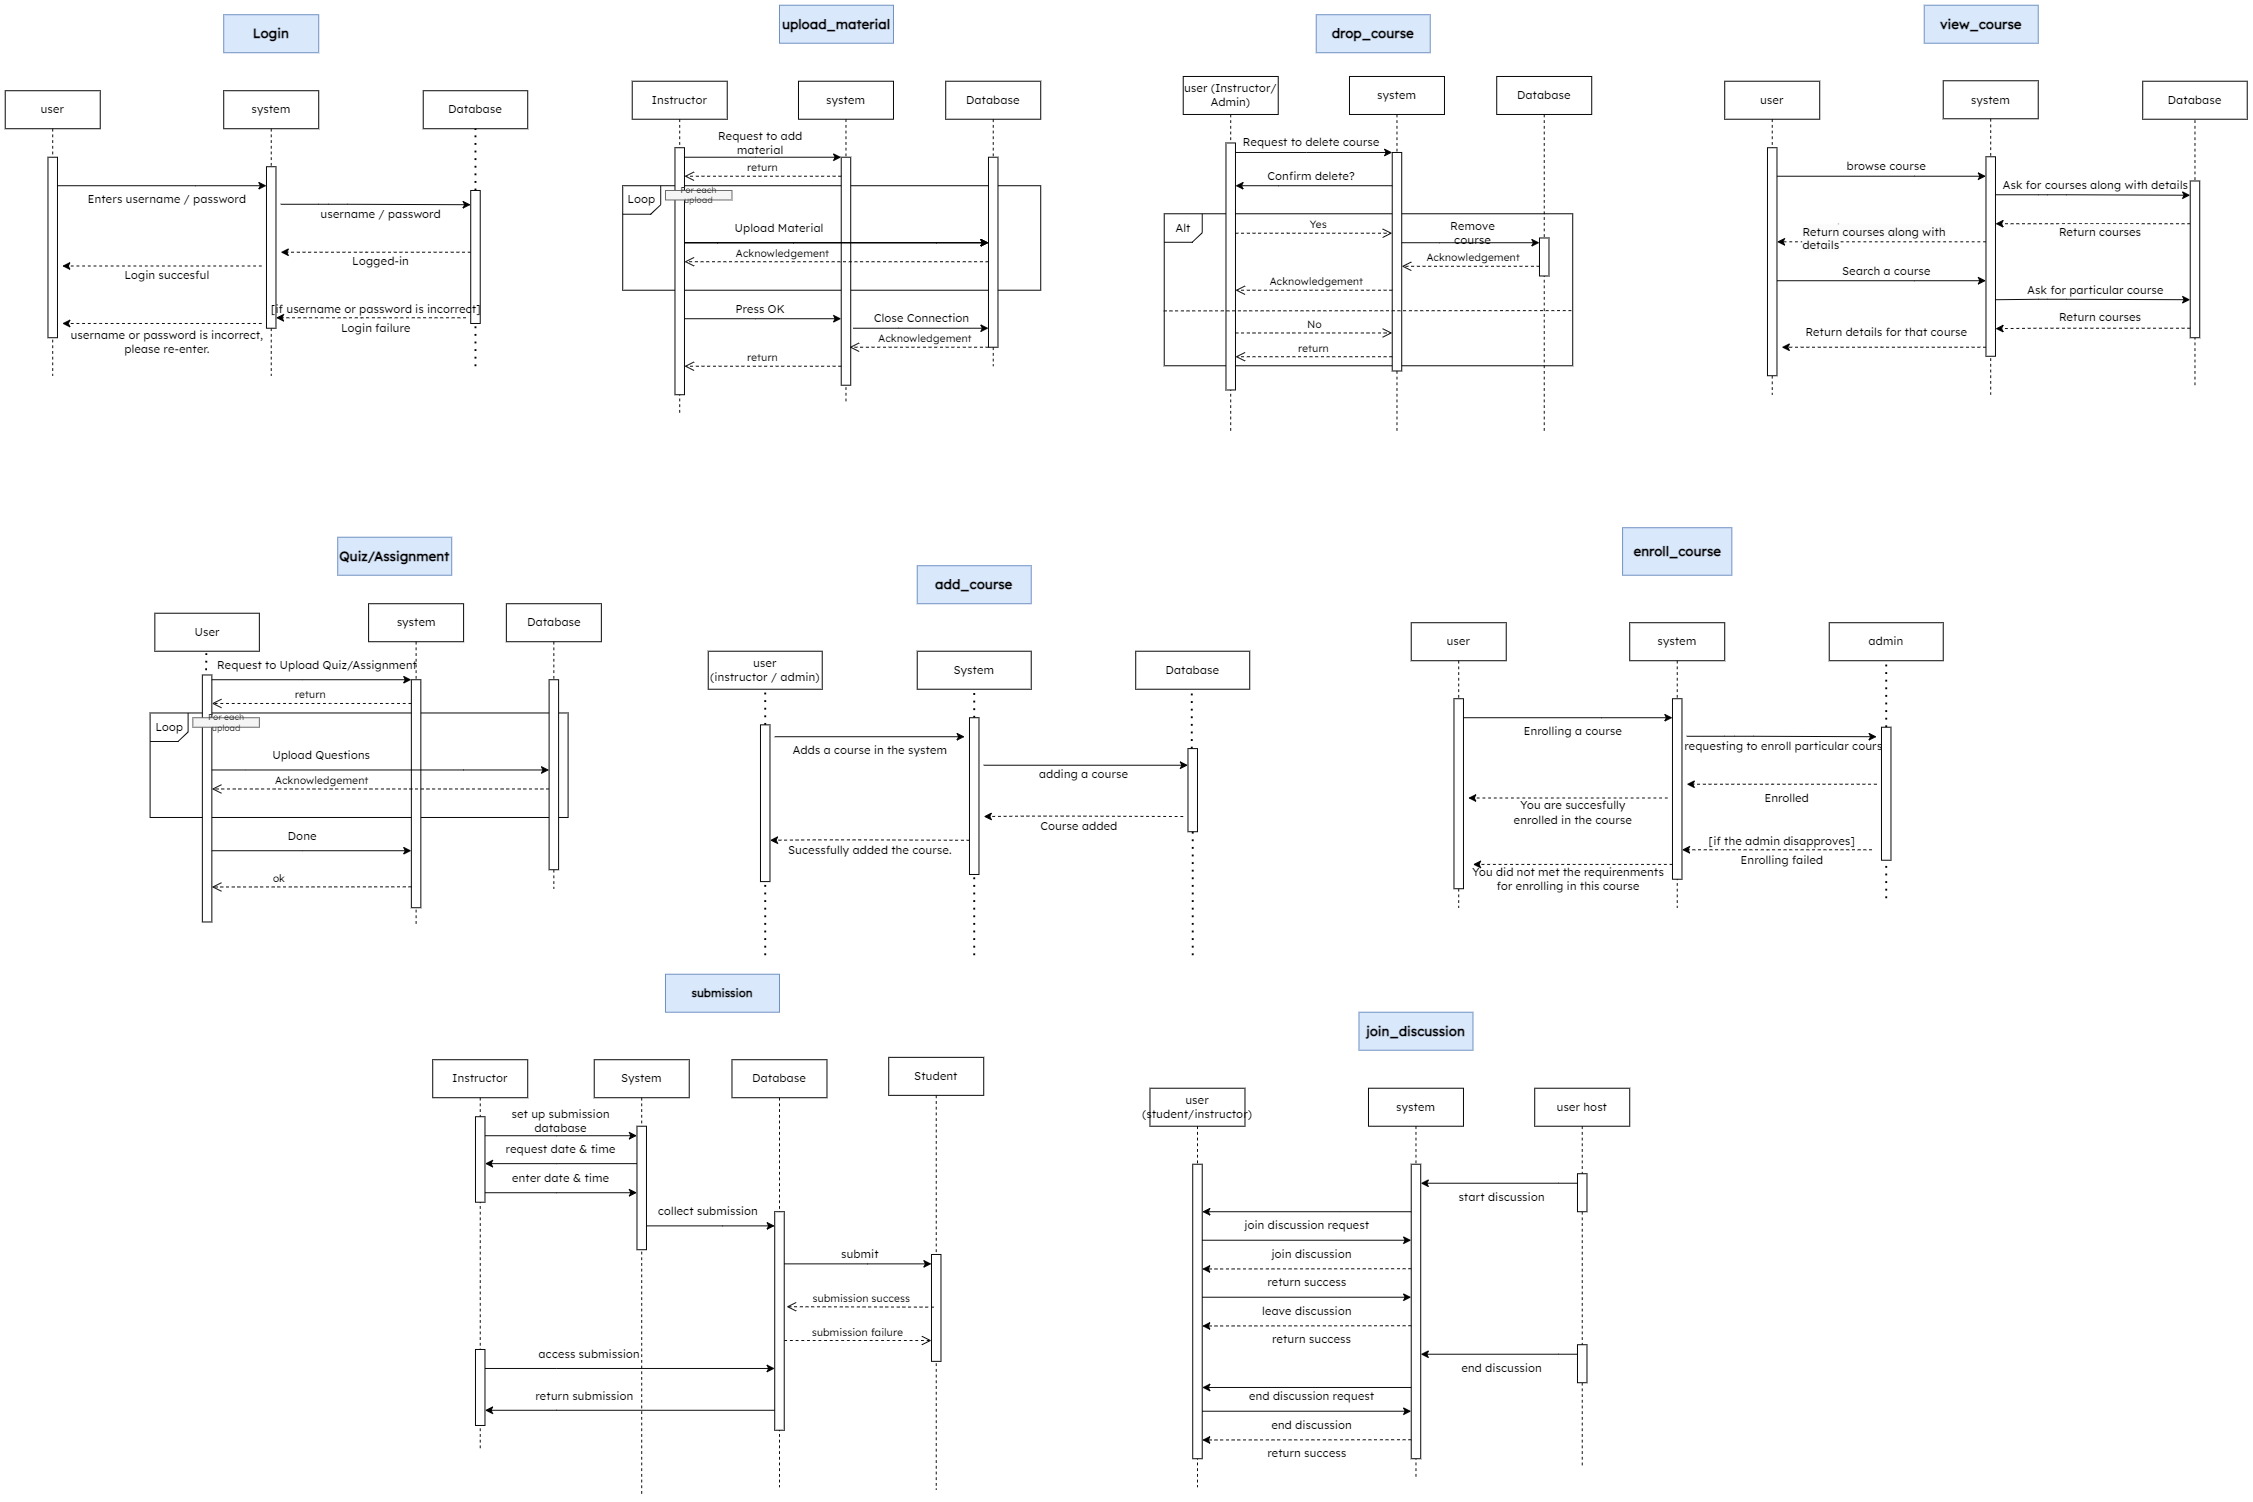 Login
user
system
Database
Enters username / password
username / password
Logged-in
Login succesful
[if username or password is incorrect]
Login failure
username or password is incorrect,
please re-enter.
upload_material
Instructor
system
Database
Request to add
material
return
Loop
For each
upload
Upload Material
Acknowledgement
Press OK
Close Connection
Acknowledgement
return
drop_course
user (Instructor/
Admin)
system
Database
Request to delete course
Confirm delete?
Alt
Yes
Remove
course
Acknowledgement
Acknowledgement
No
return
view_course
user
system
Database
browse course
Ask for courses along with details
Return courses
Return courses along with
details
Search a course
Ask for particular course
Return courses
Return details for that course
Quiz/Assignment
User
system
Database
Request to Upload Quiz/Assignment
return
Loop
For each
upload
Upload Questions
Acknowledgement
Done
ok
add_course
user
(instructor / admin)
System
Database
Adds a course in the system
adding a course
Course added
Sucessfully added the course.
enroll_course
user
system
admin
Enrolling a course
requesting to enroll particular cours
Enrolled
You are succesfully
enrolled in the course
[if the admin disapproves]
Enrolling failed
You did not met the requirenments
for enrolling in this course
submission
Instructor
System
Database
Student
set up submission
database
request date & time
enter date & time
collect submission
submit
submission success
submission failure
access submission
return submission
join_discussion
user
(student/instructor)
system
user host
start discussion
join discussion request
join discussion
return success
leave discussion
return success
end discussion
end discussion request
end discussion
return success